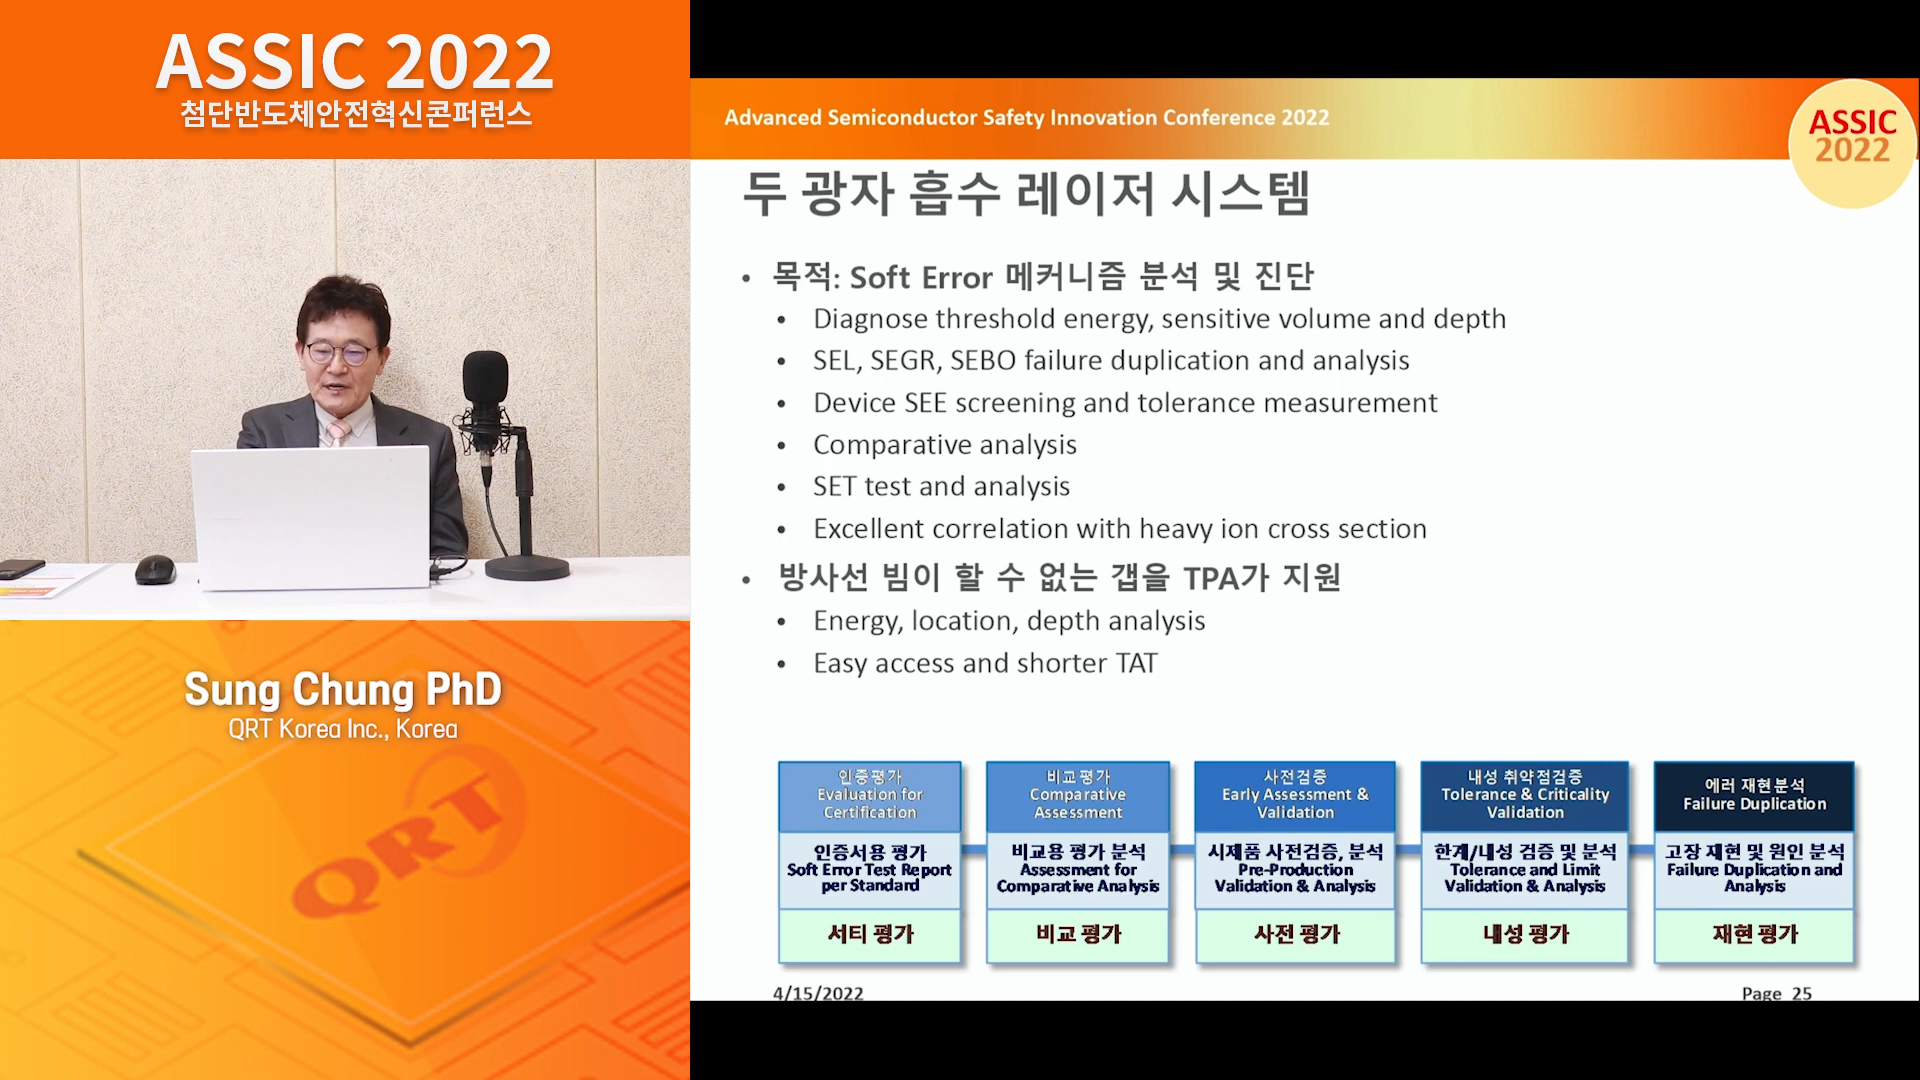 ASSIC 2022
첨단반도체안전혁신콘퍼런스
Sung Chung PhD
QRT Korea Inc., Korea
QRT
Advanced Semiconductor Safety Innovation Conference 2022
ASSIC
2022
두 광자 흡수 레이저 시스템
• 목적: Soft Error 메커니즘 분석 및 진단
• Diagnose threshold energy, sensitive volume and depth
• SEL, SEGR, SEBO failure duplication and analysis
• Device SEE screening and tolerance measurement
• Comparative analysis
• SET test and analysis
• Excellent correlation with heavy ion cross section
• 방사선 빔이 할 수 없는 갭을 TPA가 지원
• Energy, location, depth analysis
• Easy access and shorter TAT
인증평가
Evaluation for
Certification
인증서용 평가
Soft Error Test Report
per Standard
서티 평가
비교평가
Comparative
Assessment
비교용 평가 분석
Assessment for
Comparative Analysis
비교 평가
사전검증
Early Assessment &
Validation
시제품 사전검증, 분석
Pre-Production
Validation & Analysis
사전 평가
내성 취약점검증
Tolerance & Criticality
Validation
한계/내성 검증 및 분석
Tolerance and Limit
Validation & Analysis
내성 평가
에러 재현분석
Failure Duplication
고장 재현 및 원인 분석
Failure Duplication and
Analysis
재현 평가
4/15/2022
Page 25